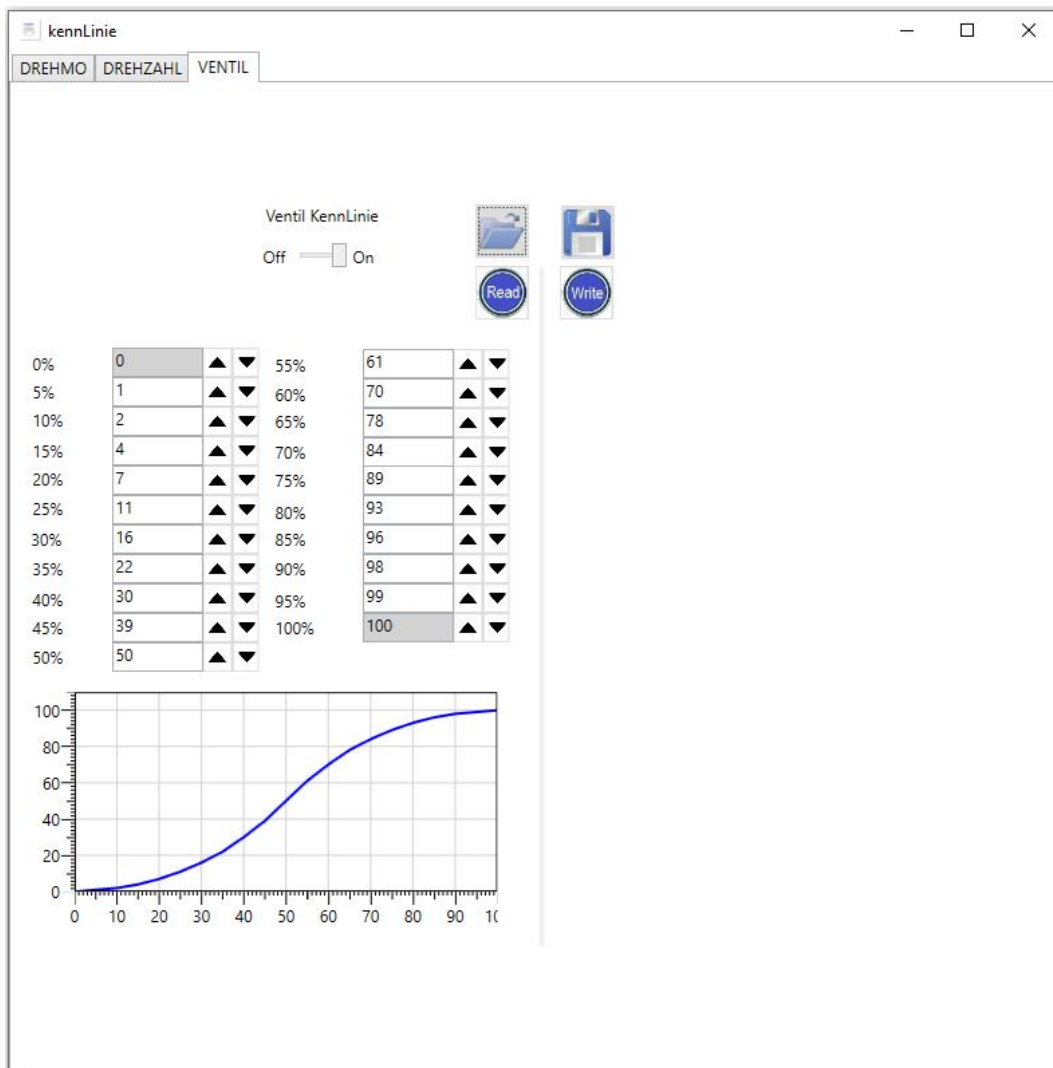 kennLinie
DREHMO DREHZAHL VENTIL
Ventil KennLinie
Off On
Read Write
0% 0 55% 61
5% 1 60% 70
10% 2 65% 78
15% 4 70% 84
20% 7 75% 89
25% 11 80% 93
30% 16 85% 96
35% 22 90% 98
40% 30 95% 99
45% 39 100% 100
50% 50
100
80
60
40
20
0
0 10 20 30 40 50 60 70 80 90 10